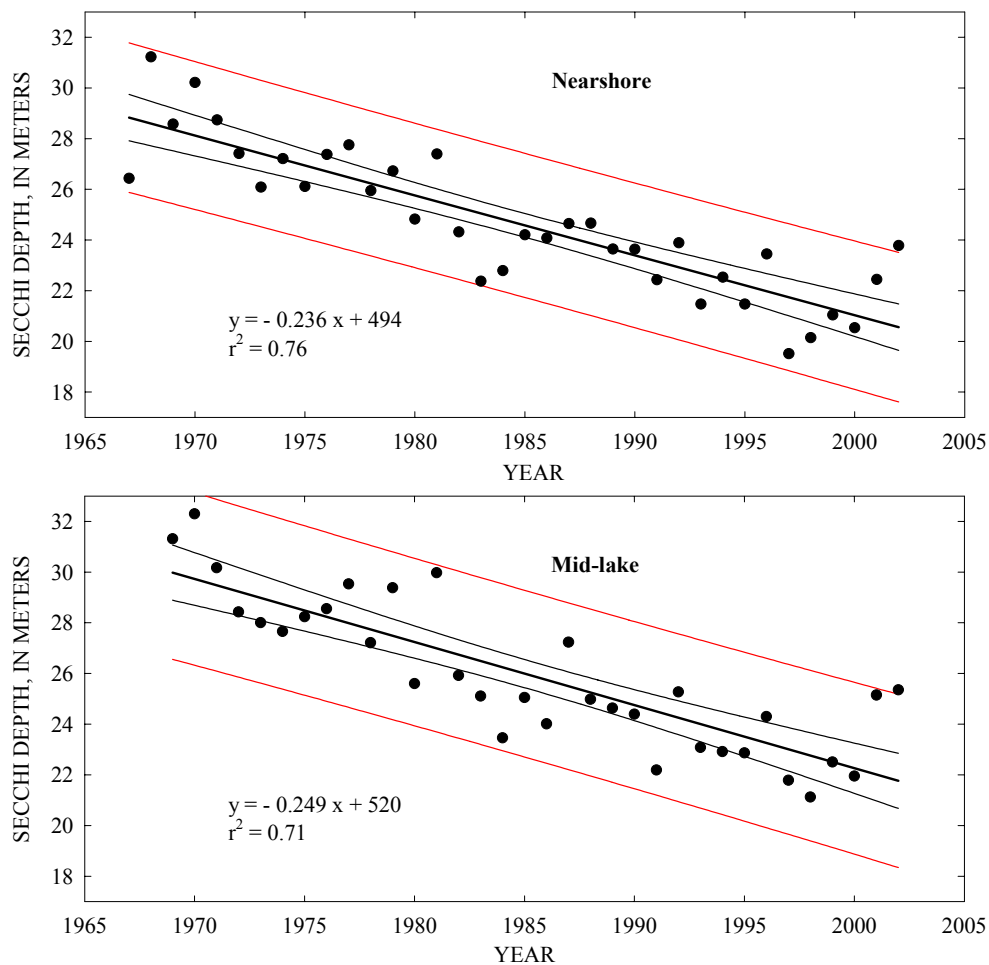 32
30
28
26
24
22
20
18
SECCHI DEPTH, IN METERS
Nearshore
y = - 0.236 x + 494
r² = 0.76
1965 1970 1975 1980 1985 1990 1995 2000 2005
YEAR
32
30
28
26
24
22
20
18
SECCHI DEPTH, IN METERS
Mid-lake
y = - 0.249 x + 520
r² = 0.71
1965 1970 1975 1980 1985 1990 1995 2000 2005
YEAR